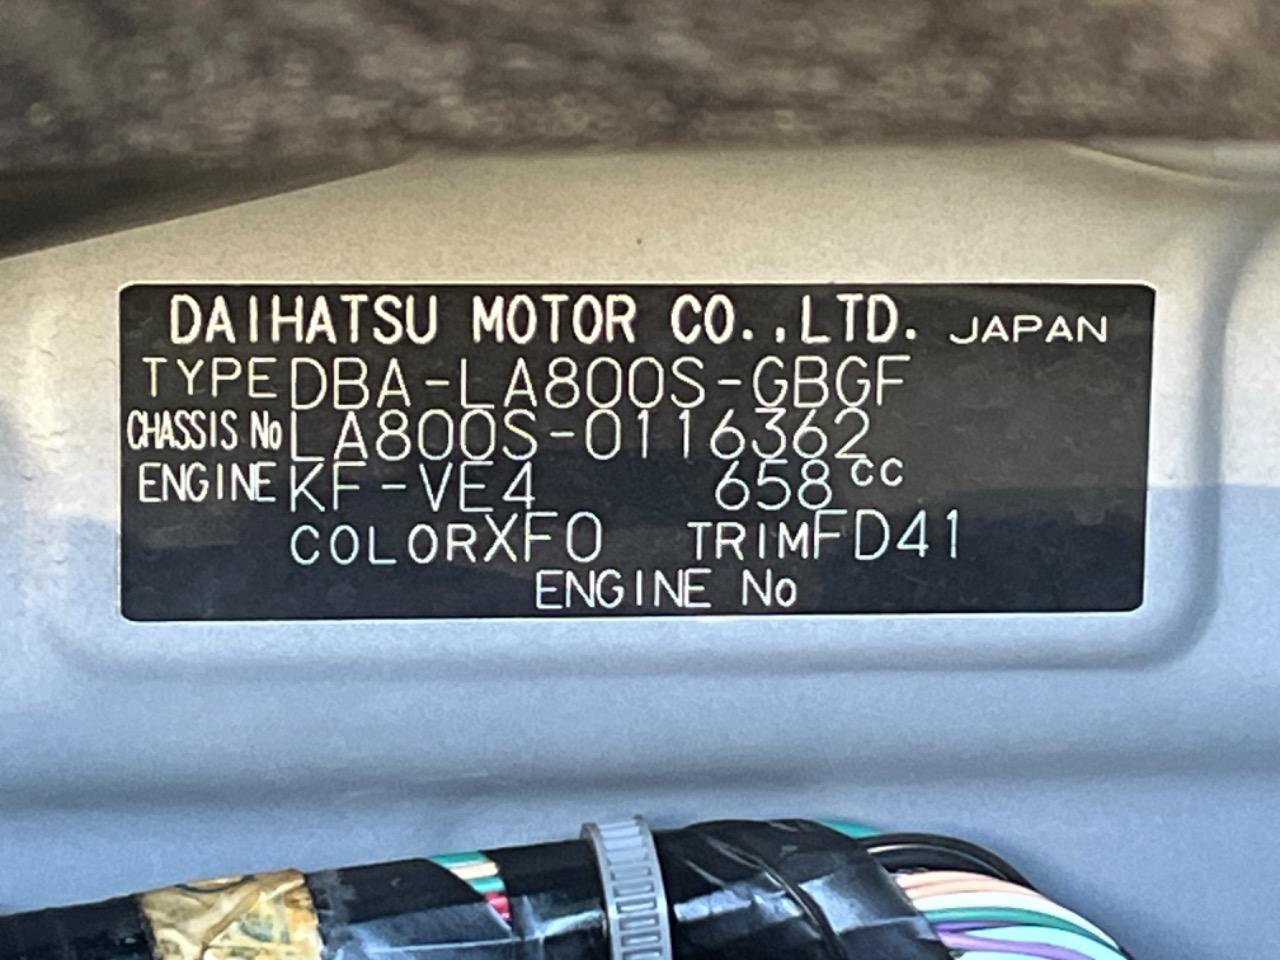 DAIHATSU MOTOR CO.,LTD. JAPAN
TYPE DBA-LA800S-GBGF
CHASSIS No LA800S-0116362
ENGINE KF-VE4 658cc
COLOR XF0 TRIM FD41
ENGINE No